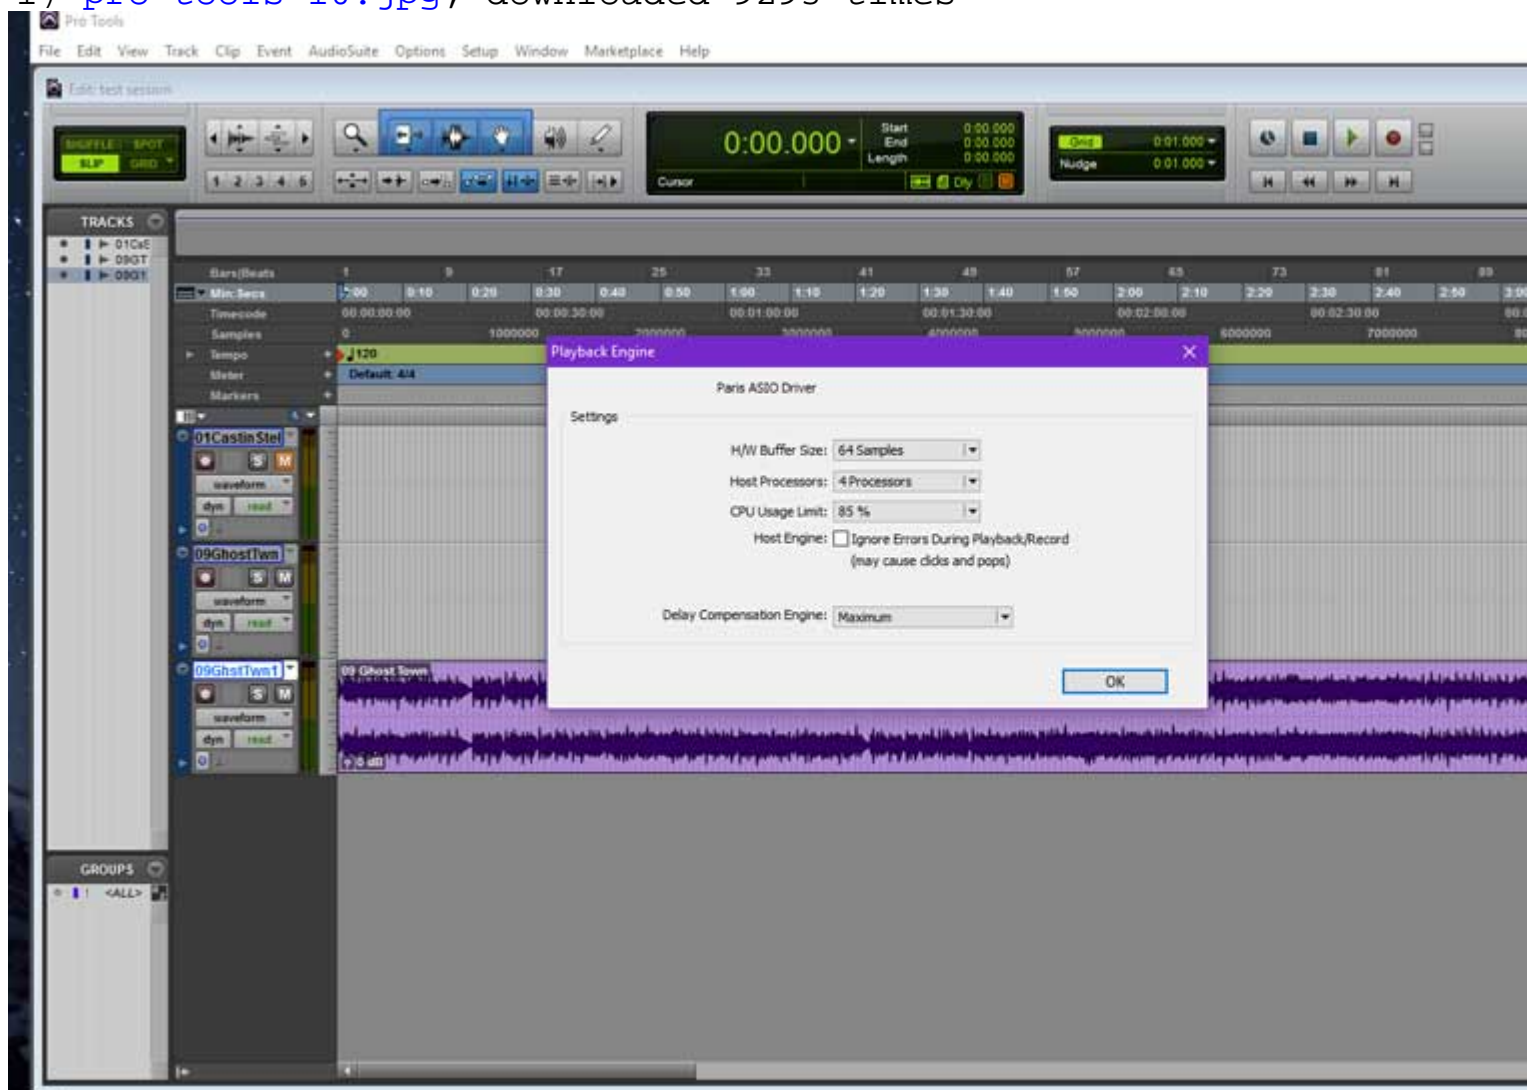 1) pro tools 10.jpg, downloaded 9293 times
Pro Tools
File Edit View Track Clip Event AudioSuite Options Setup Window Marketplace Help
Edit: test session
SHUFFLE SPOT
SLIP GRID
1 2 3 4 5
0:00.000
Start 0:00.000
End 0:00.000
Length 0:00.000
Cursor
Dly
Grid 0:01.000
Nudge 0:01.000
TRACKS
01CsS
09GT
09GT
Bars|Beats 1 9 17 25 33 41 49 57 65 73 81 89
Min:Secs 0:00 0:10 0:20 0:30 0:40 0:50 1:00 1:10 1:20 1:30 1:40 1:50 2:00 2:10 2:20 2:30 2:40 2:50 3:00
Timecode 00:00:00:00 00:00:30:00 00:01:00:00 00:01:30:00 00:02:00:00 00:02:30:00
Samples 0 1000000 2000000 3000000 4000000 5000000 6000000 7000000
Tempo 120
Meter Default: 4/4
Markers
Playback Engine
Paris ASIO Driver
Settings
H/W Buffer Size: 64 Samples
Host Processors: 4 Processors
CPU Usage Limit: 85 %
Host Engine: Ignore Errors During Playback/Record
(may cause clicks and pops)
Delay Compensation Engine: Maximum
OK
01CastinStel
S M
waveform
dyn read
09GhostTwn
S M
waveform
dyn read
09GhstTwn1
S M
waveform
dyn read
09 Ghost Town
0 dB
GROUPS
! <ALL>